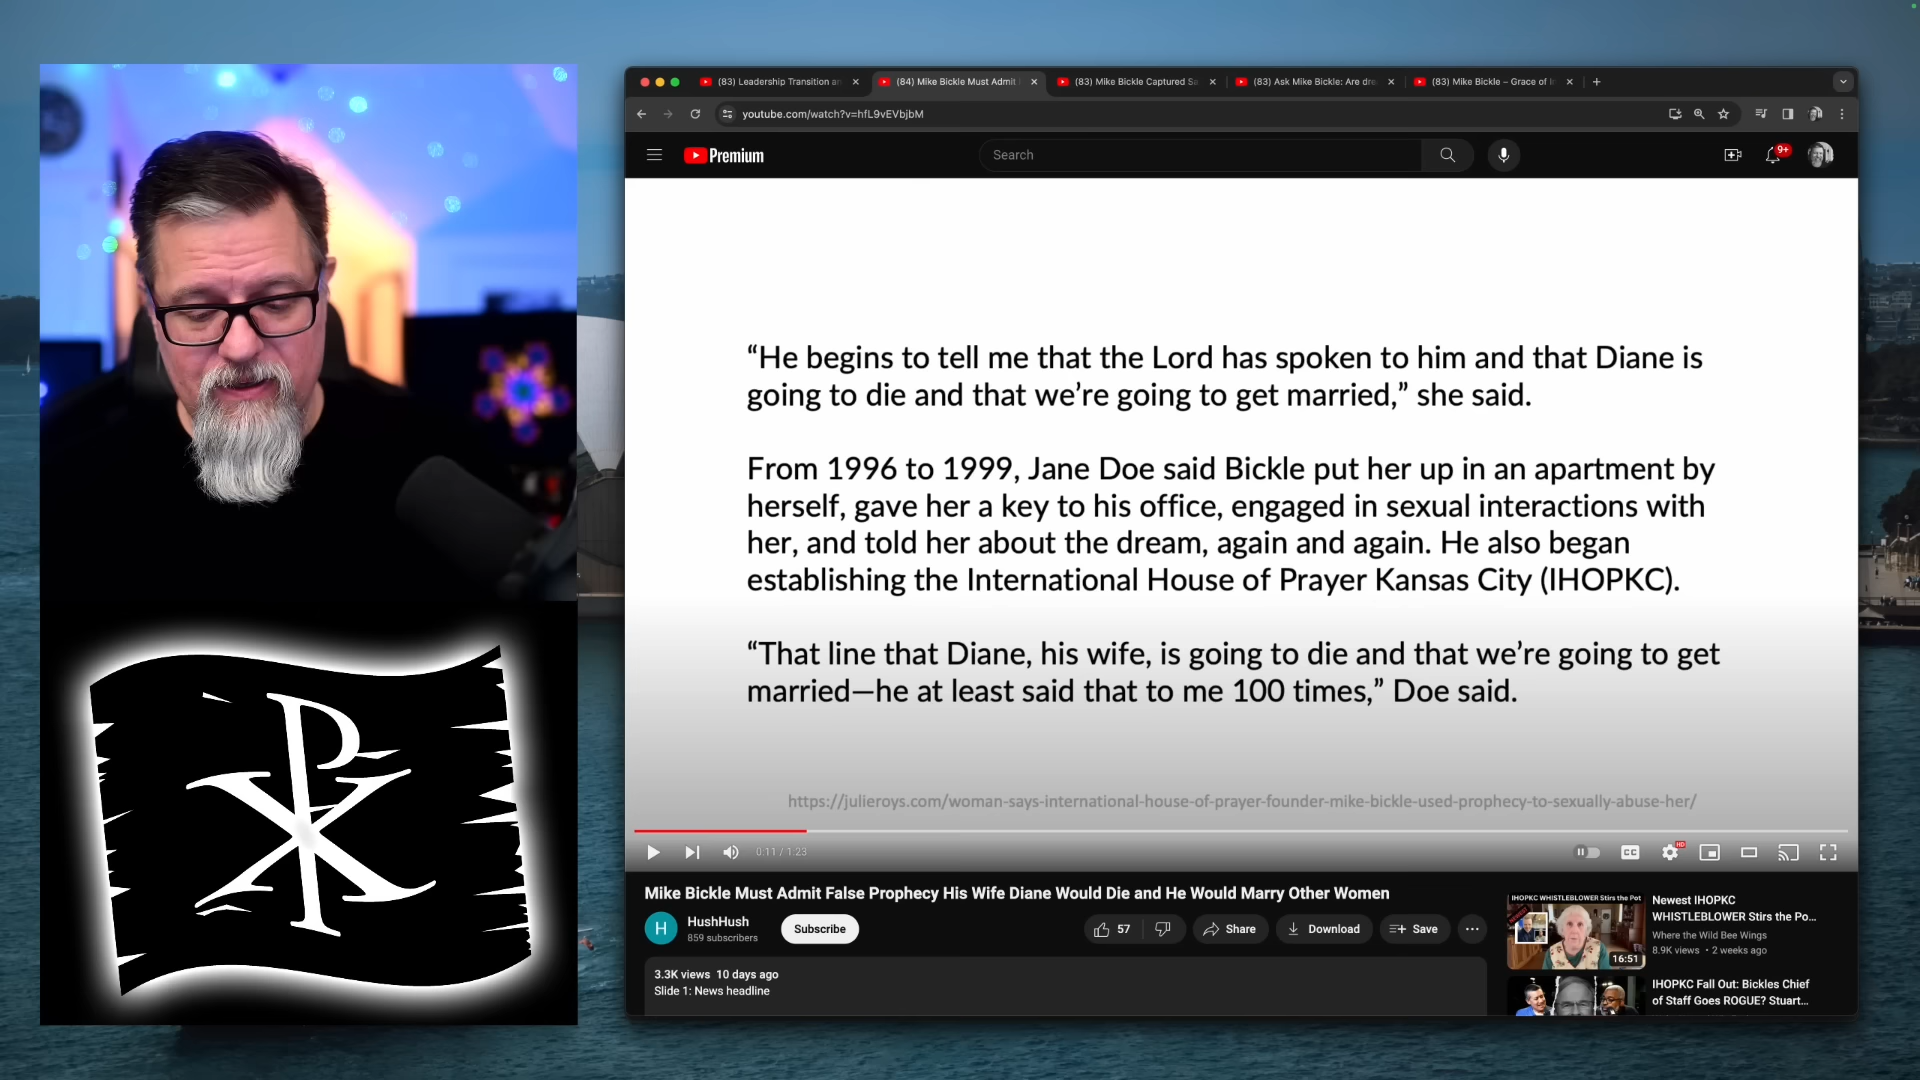 (83) Leadership Transition a
(84) Mike Bickle Must Admit
(83) Mike Bickle Captured Sa
(83) Ask Mike Bickle: Are dre
(83) Mike Bickle – Grace of
youtube.com/watch?v=hfL9vEVbjbM
Premium
Search
9+
“He begins to tell me that the Lord has spoken to him and that Diane is
going to die and that we’re going to get married,” she said.
From 1996 to 1999, Jane Doe said Bickle put her up in an apartment by
herself, gave her a key to his office, engaged in sexual interactions with
her, and told her about the dream, again and again. He also began
establishing the International House of Prayer Kansas City (IHOPKC).
“That line that Diane, his wife, is going to die and that we’re going to get
married—he at least said that to me 100 times,” Doe said.
https://julieroys.com/woman-says-international-house-of-prayer-founder-mike-bickle-used-prophecy-to-sexually-abuse-her/
0:11 / 1:23
CC
HD
Mike Bickle Must Admit False Prophecy His Wife Diane Would Die and He Would Marry Other Women
H
HushHush
859 subscribers
Subscribe
57
Share
Download
Save
3.3K views 10 days ago
Slide 1: News headline
IHOPKC WHISTLEBLOWER Stirs the Pot
16:51
Newest IHOPKC
WHISTLEBLOWER Stirs the Po...
Where the Wild Bee Wings
8.9K views • 2 weeks ago
IHOPKC Fall Out: Bickles Chief
of Staff Goes ROGUE? Stuart...